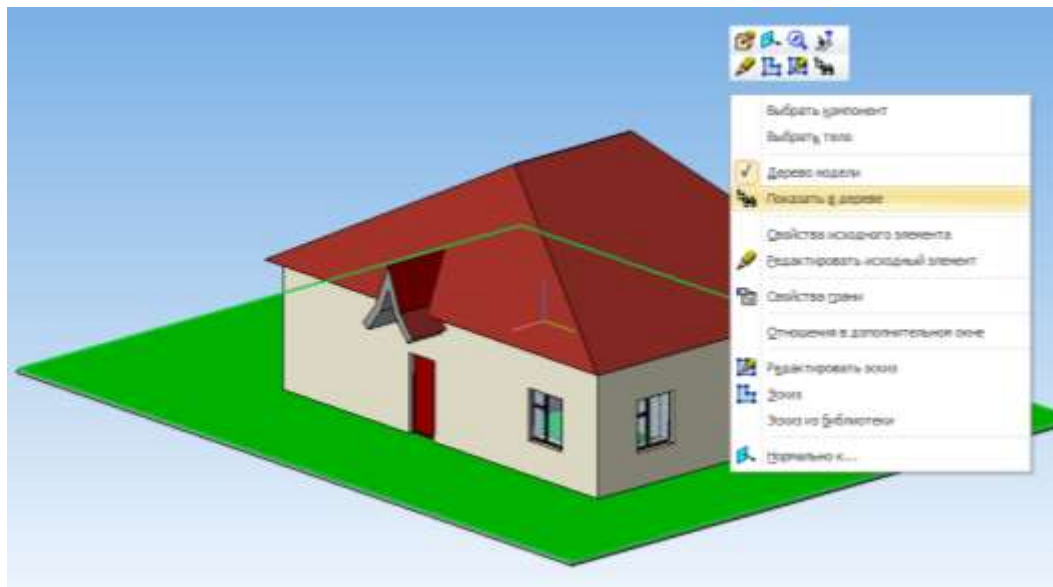 Выбрать компонент
Выбрать тело
Дерево модели
Показать в дереве
Свойства исходного элемента
Редактировать исходный элемент
Свойства грани
Отношения в дополнительном окне
Редактировать эскиз
Эскиз
Эскиз из библиотеки
Нормально к...